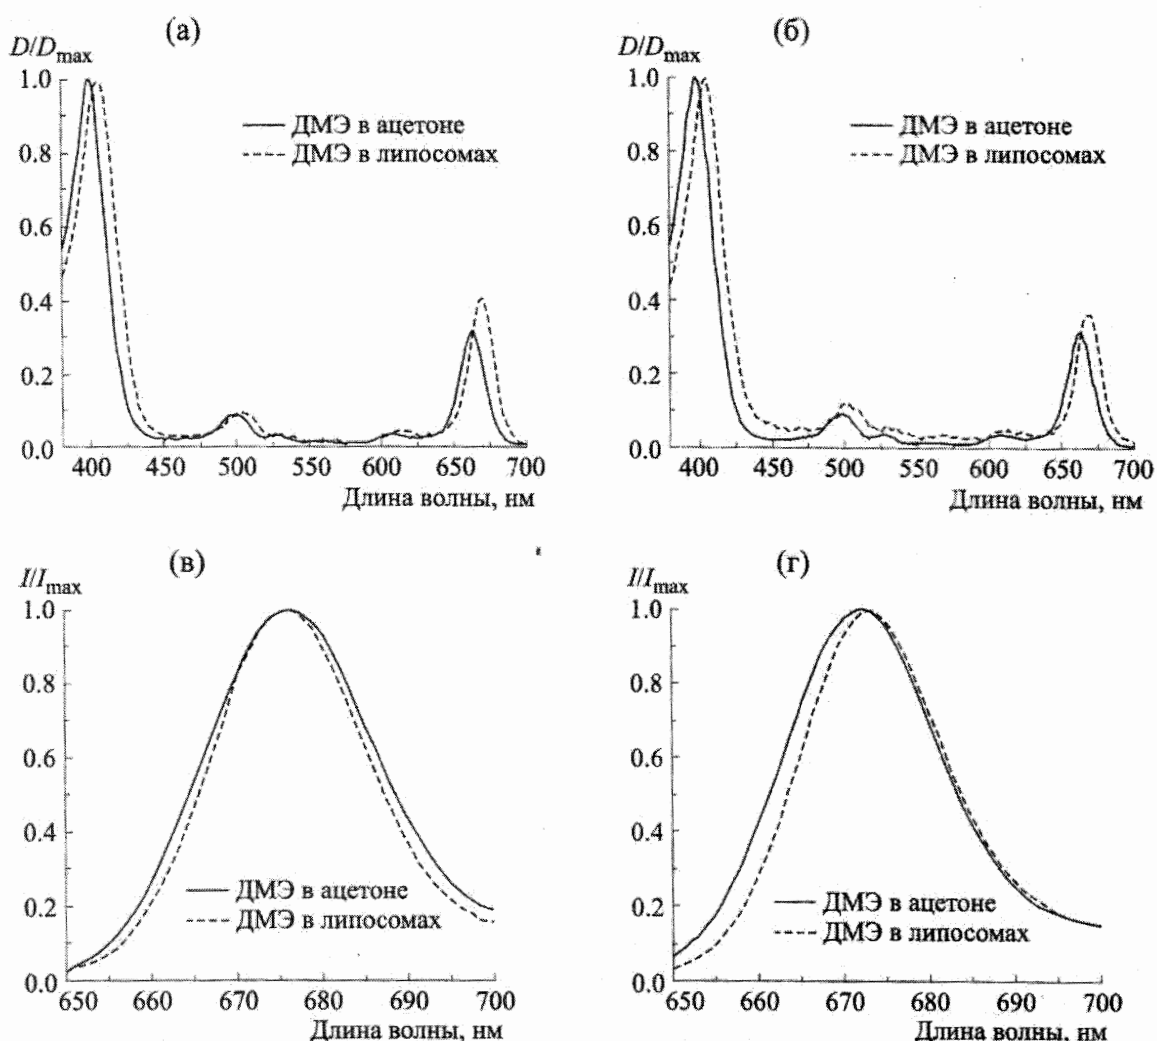 (а)
D/Dmax
1.0
0.8
0.6
0.4
0.2
0.0
ДМЭ в ацетоне
ДМЭ в липосомах
400 450 500 550 600 650 700
Длина волны, нм
(б)
D/Dmax
1.0
0.8
0.6
0.4
0.2
0.0
ДМЭ в ацетоне
ДМЭ в липосомах
400 450 500 550 600 650 700
Длина волны, нм
(в)
I/Imax
1.0
0.8
0.6
0.4
0.2
0.0
ДМЭ в ацетоне
ДМЭ в липосомах
650 660 670 680 690 700
Длина волны, нм
(г)
I/Imax
1.0
0.8
0.6
0.4
0.2
0.0
ДМЭ в ацетоне
ДМЭ в липосомах
650 660 670 680 690 700
Длина волны, нм